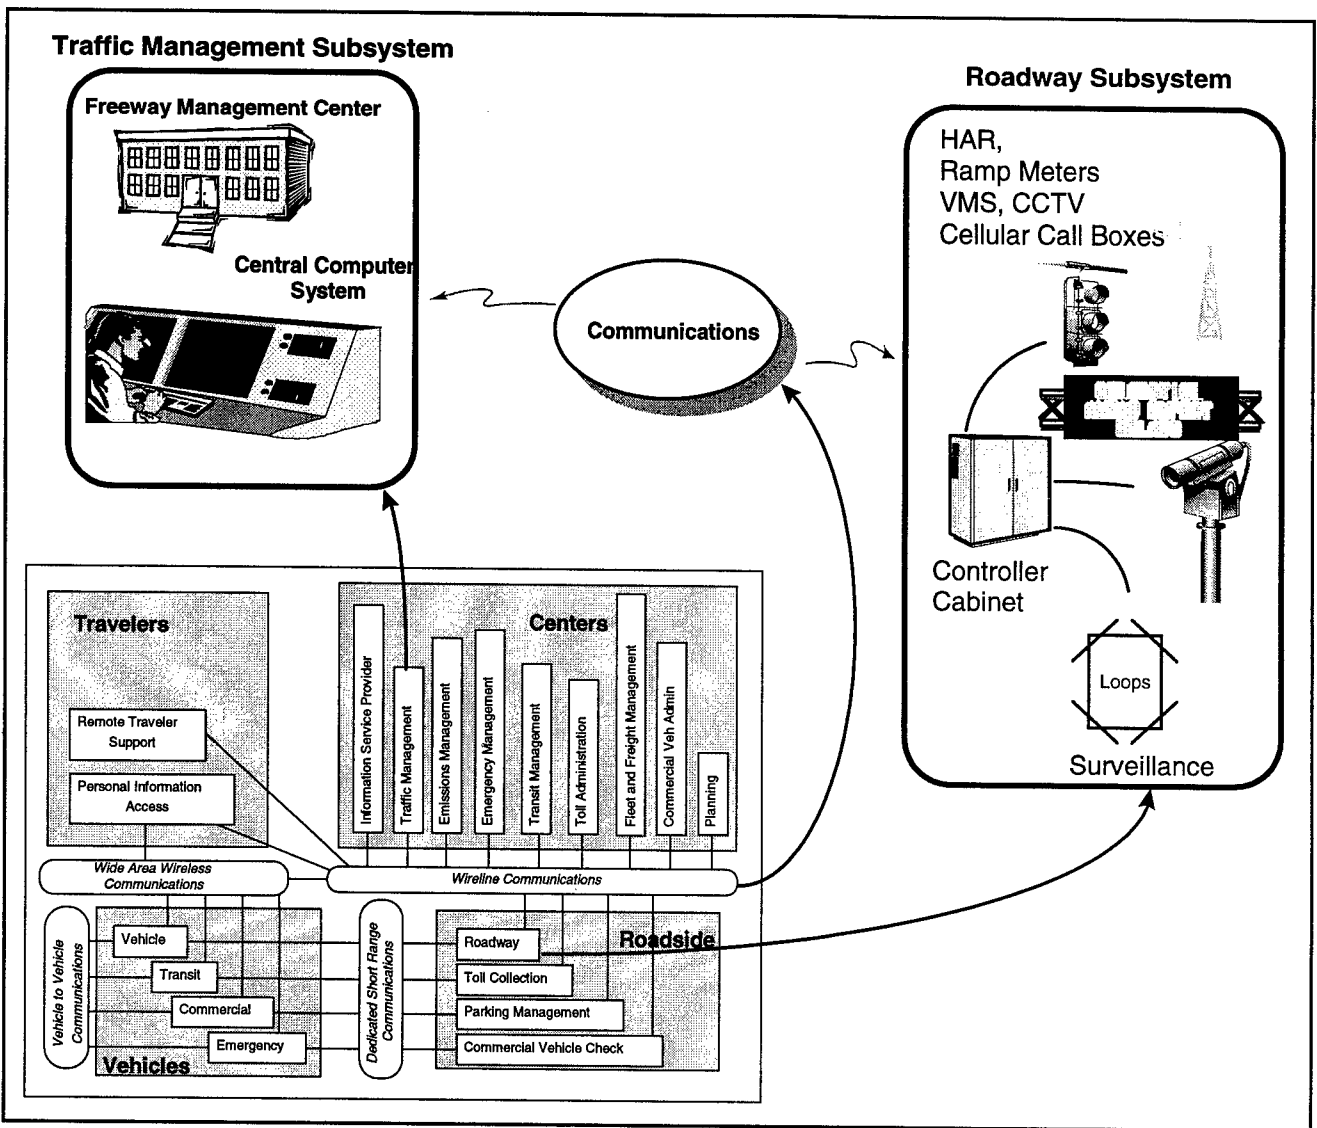 Traffic Management Subsystem
Freeway Management Center
Central Computer
System
Communications
Roadway Subsystem
HAR,
Ramp Meters
VMS, CCTV
Cellular Call Boxes
Controller
Cabinet
Loops
Surveillance
Travelers
Remote Traveler
Support
Personal Information
Access
Centers
Information Service Provider
Traffic Management
Emissions Management
Emergency Management
Transit Management
Toll Administration
Fleet and Freight Management
Commercial Veh Admin
Planning
Wide Area Wireless
Communications
Wireline Communications
Vehicle to Vehicle
Communications
Vehicle
Transit
Commercial
Emergency
Vehicles
Dedicated Short Range
Communications
Roadside
Roadway
Toll Collection
Parking Management
Commercial Vehicle Check